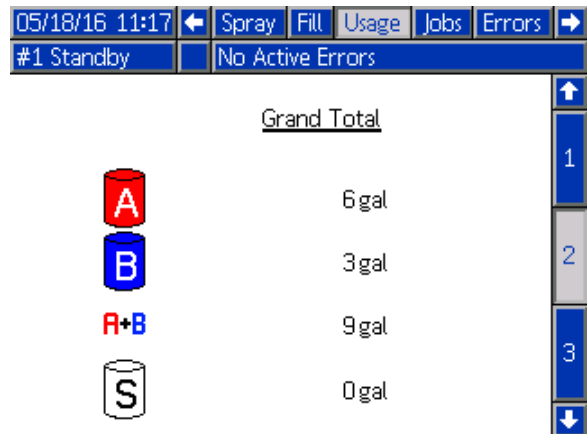 05/18/16 11:17 Spray Fill Usage Jobs Errors
#1 Standby No Active Errors
Grand Total
1
A 6 gal
B 3 gal
2
A+B 9 gal
3
S 0 gal